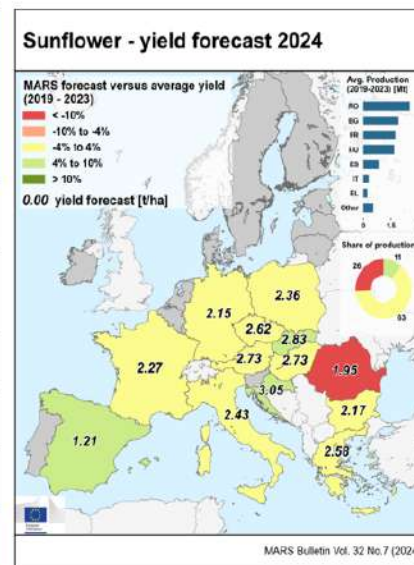 Sunflower - yield forecast 2024
MARS forecast versus average yield
(2019 - 2023)
< -10%
-10% to -4%
-4% to 4%
4% to 10%
> 10%
0.00 yield forecast [t/ha]
Avg. Production
(2019-2023) [Mt]
RO
BG
FR
HU
ES
IT
EL
Other
0
Share of production
26
11
2.36
2.15
2.62
2.83
2.27
2.73
2.73
1.95
3.05
2.17
2.43
1.21
2.58
MARS Bulletin Vol. 32 No.7 (2024